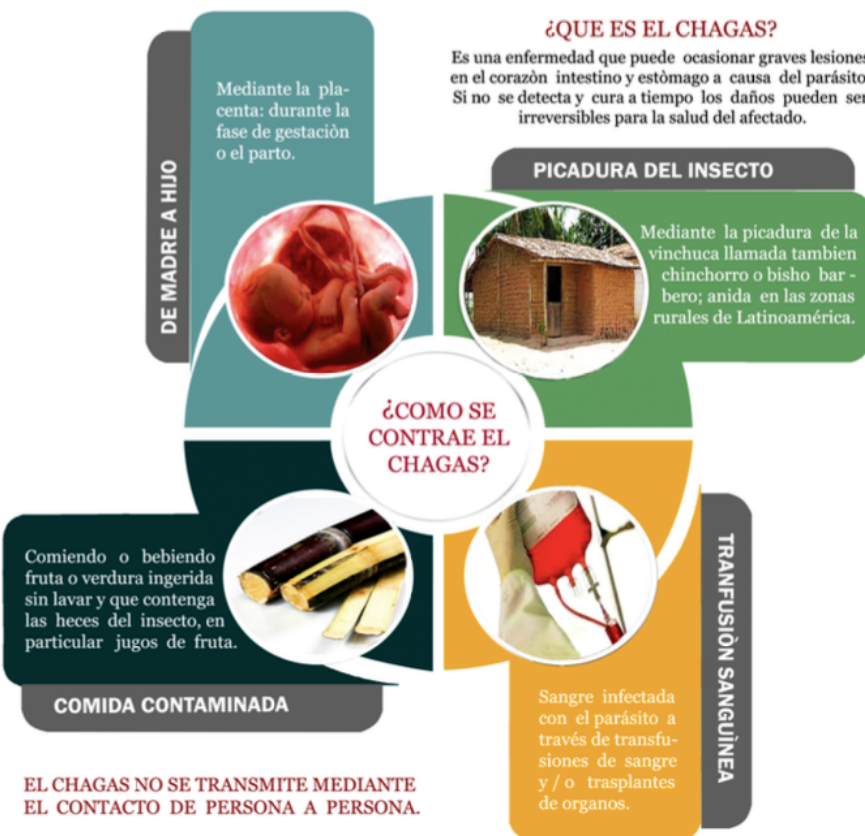 ¿QUE ES EL CHAGAS?
Es una enfermedad que puede ocasionar graves lesiones
en el corazòn intestino y estòmago a causa del parásito
Si no se detecta y cura a tiempo los daños pueden ser
irreversibles para la salud del afectado.
DE MADRE A HIJO
Mediante la pla-
centa: durante la
fase de gestaciòn
o el parto.
PICADURA DEL INSECTO
Mediante la picadura de la
vinchuca llamada tambien
chinchorro o bisho bar -
bero; anida en las zonas
rurales de Latinoamérica.
¿COMO SE
CONTRAE EL
CHAGAS?
Comiendo o bebiendo
fruta o verdura ingerida
sin lavar y que contenga
las heces del insecto, en
particular jugos de fruta.
COMIDA CONTAMINADA
TRANFUSIÒN SANGUÌNEA
Sangre infectada
con el parásito a
través de transfu-
siones de sangre
y / o trasplantes
de organos.
EL CHAGAS NO SE TRANSMITE MEDIANTE
EL CONTACTO DE PERSONA A PERSONA.